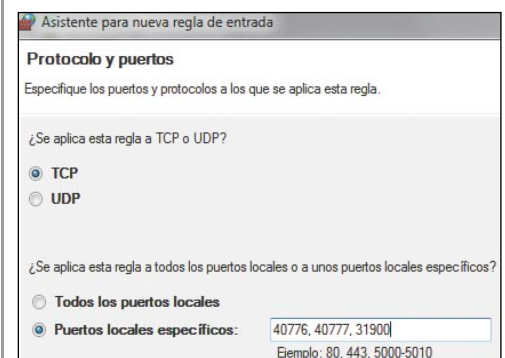 Asistente para nueva regla de entrada
Protocolo y puertos
Especifique los puertos y protocolos a los que se aplica esta regla.
¿Se aplica esta regla a TCP o UDP?
TCP
UDP
¿Se aplica esta regla a todos los puertos locales o a unos puertos locales específicos?
Todos los puertos locales
Puertos locales específicos: 40776, 40777, 31900
Ejemplo: 80, 443, 5000-5010